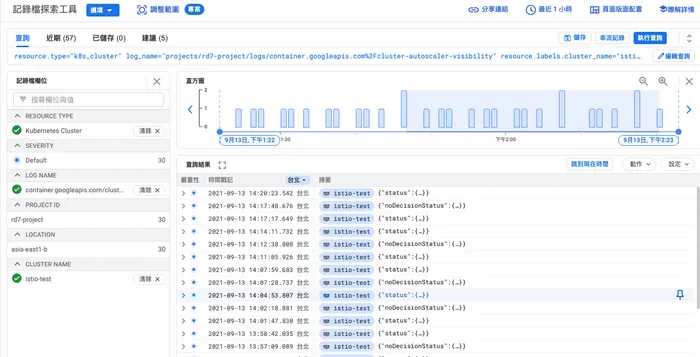 記錄檔探索工具 選項 調整範圍 專案 分享連結 最近 1 小時 頁面版面配置 瞭解詳情
查詢 近期 (57) 已儲存 (0) 建議 (5) 儲存 串流記錄 執行查詢
resource.type="k8s_cluster" log_name="projects/rd7-project/logs/container.googleapis.com%2Fcluster-autoscaler-visibility" resource.labels.cluster_name="isti… 編輯查詢
記錄檔欄位
搜尋欄位與值
RESOURCE TYPE
Kubernetes Cluster 清除
SEVERITY
Default 30
LOG NAME
container.googleapis.com/clust… 清除
PROJECT ID
rd7-project 30
LOCATION
asia-east1-b 30
CLUSTER NAME
istio-test 清除
直方圖
2
1
0
9月13日, 下午1:22 1:30 下午2:00 9月13日, 下午2:23
查詢結果 跳到現在時間 動作 設定
嚴重性 時間戳記 台北 摘要
2021-09-13 14:20:23.542 台北 istio-test {"status":{…}}
2021-09-13 14:17:48.676 台北 istio-test {"noDecisionStatus":{…}}
2021-09-13 14:17:17.649 台北 istio-test {"status":{…}}
2021-09-13 14:14:11.732 台北 istio-test {"status":{…}}
2021-09-13 14:12:38.808 台北 istio-test {"noDecisionStatus":{…}}
2021-09-13 14:11:05.926 台北 istio-test {"status":{…}}
2021-09-13 14:07:59.683 台北 istio-test {"status":{…}}
2021-09-13 14:07:28.737 台北 istio-test {"noDecisionStatus":{…}}
2021-09-13 14:04:53.807 台北 istio-test {"status":{…}}
2021-09-13 14:02:18.881 台北 istio-test {"noDecisionStatus":{…}}
2021-09-13 14:01:47.830 台北 istio-test {"status":{…}}
2021-09-13 13:58:42.035 台北 istio-test {"status":{…}}
2021-09-13 13:57:09.089 台北 istio-test {"noDecisionStatus":{…}}